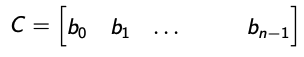 C = [b₀ b₁ ... bₙ₋₁]